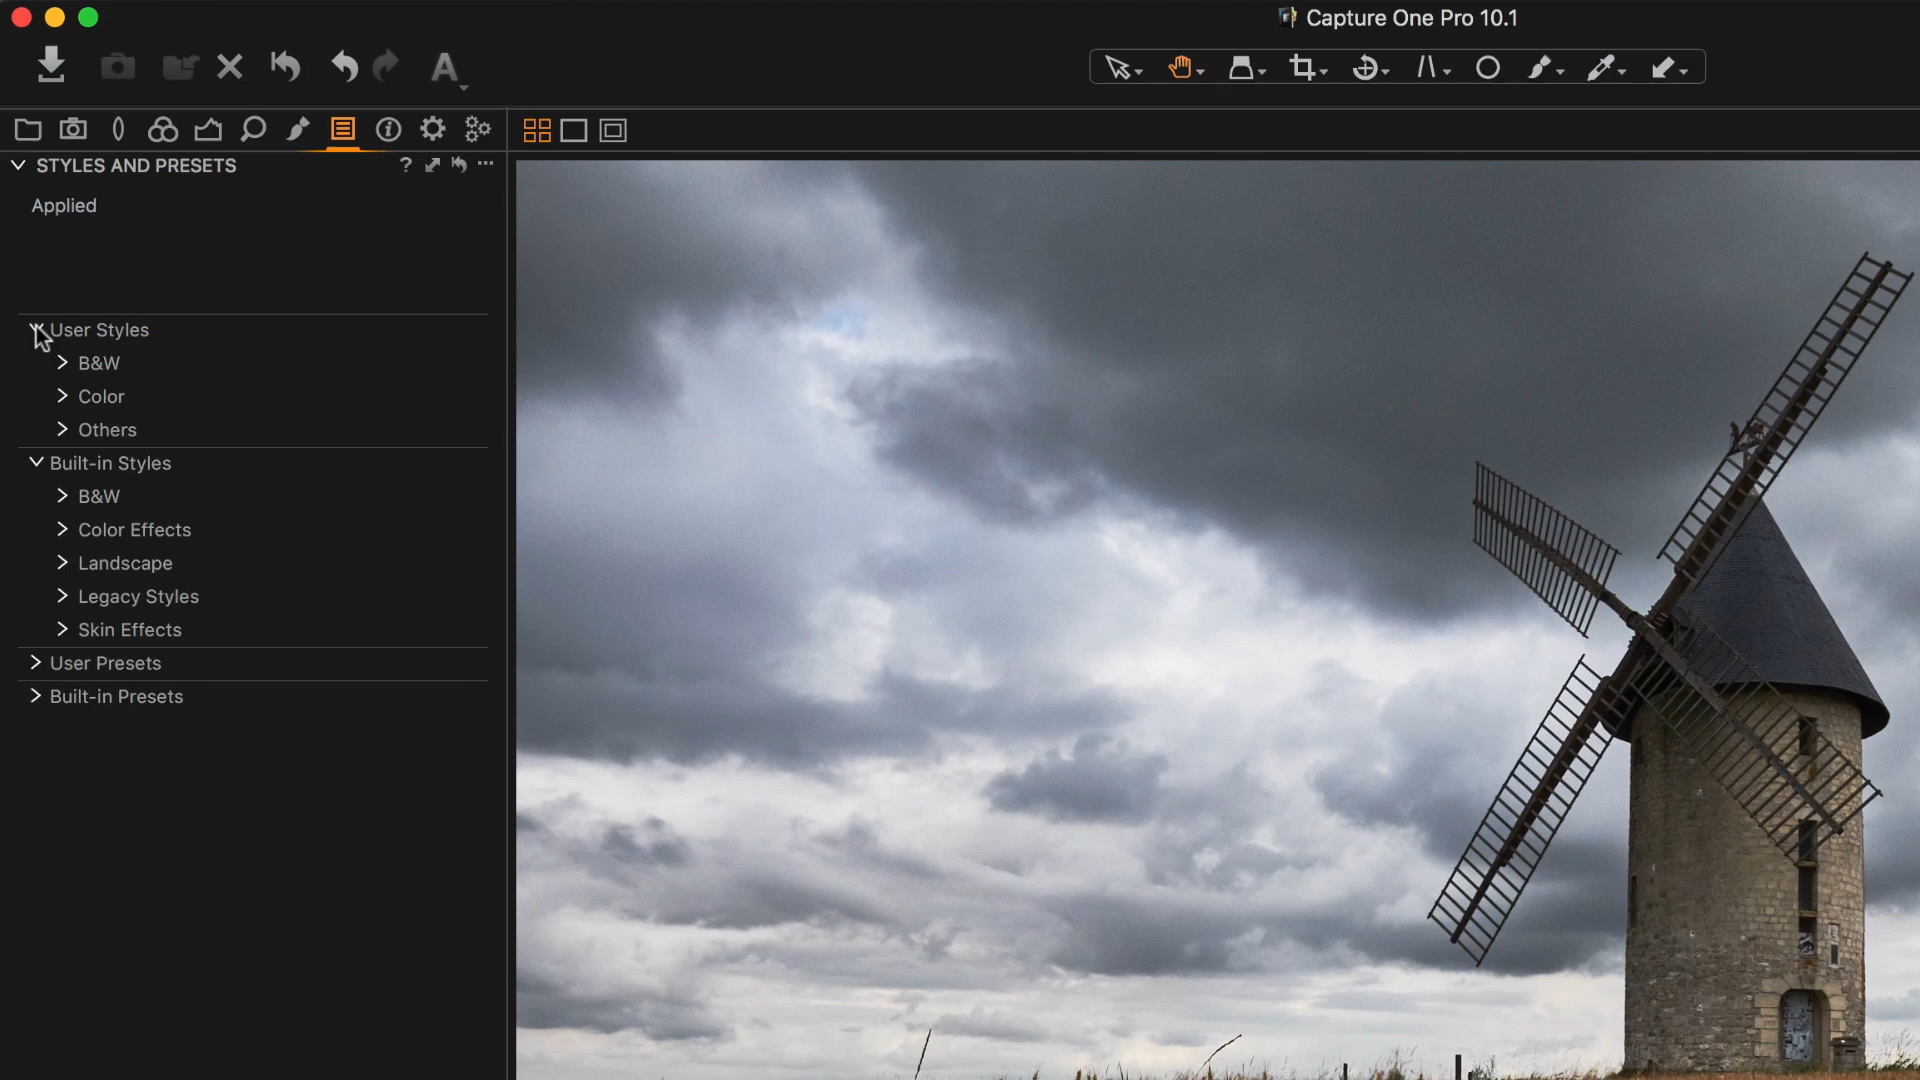 Capture One Pro 10.1
A
STYLES AND PRESETS
?
Applied
User Styles
B&W
Color
Others
Built-in Styles
B&W
Color Effects
Landscape
Legacy Styles
Skin Effects
User Presets
Built-in Presets